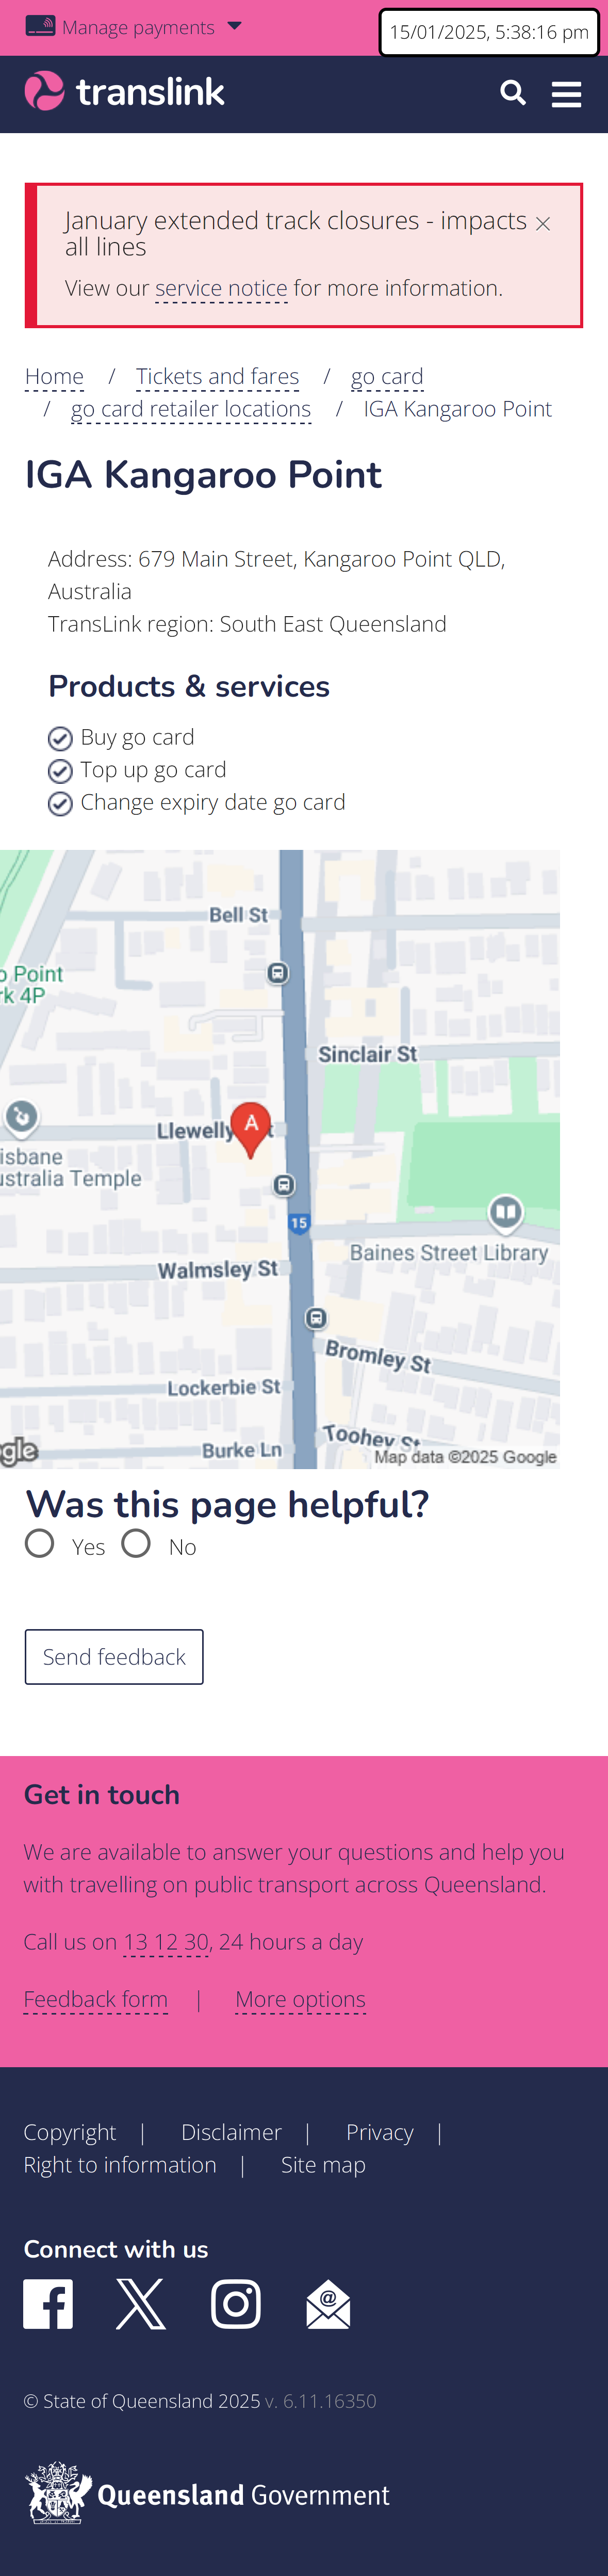 Manage payments
15/01/2025, 5:38:16 pm
translink
January extended track closures - impacts
all lines
View our service notice for more information.
Home / Tickets and fares / go card
/ go card retailer locations / IGA Kangaroo Point
IGA Kangaroo Point
Address: 679 Main Street, Kangaroo Point QLD,
Australia
TransLink region: South East Queensland
Products & services
Buy go card
Top up go card
Change expiry date go card
Bell St
o Point
rk 4P
Sinclair St
A
isbane
ustralia Temple
15
Baines Street Library
Walmsley St
Bromley St
Lockerbie St
Toohey St
Burke Ln
gle
Map data ©2025 Google
Was this page helpful?
Yes No
Send feedback
Get in touch
We are available to answer your questions and help you
with travelling on public transport across Queensland.
Call us on 13 12 30, 24 hours a day
Feedback form | More options
Copyright | Disclaimer | Privacy |
Right to information | Site map
Connect with us
© State of Queensland 2025 v. 6.11.16350
Queensland Government